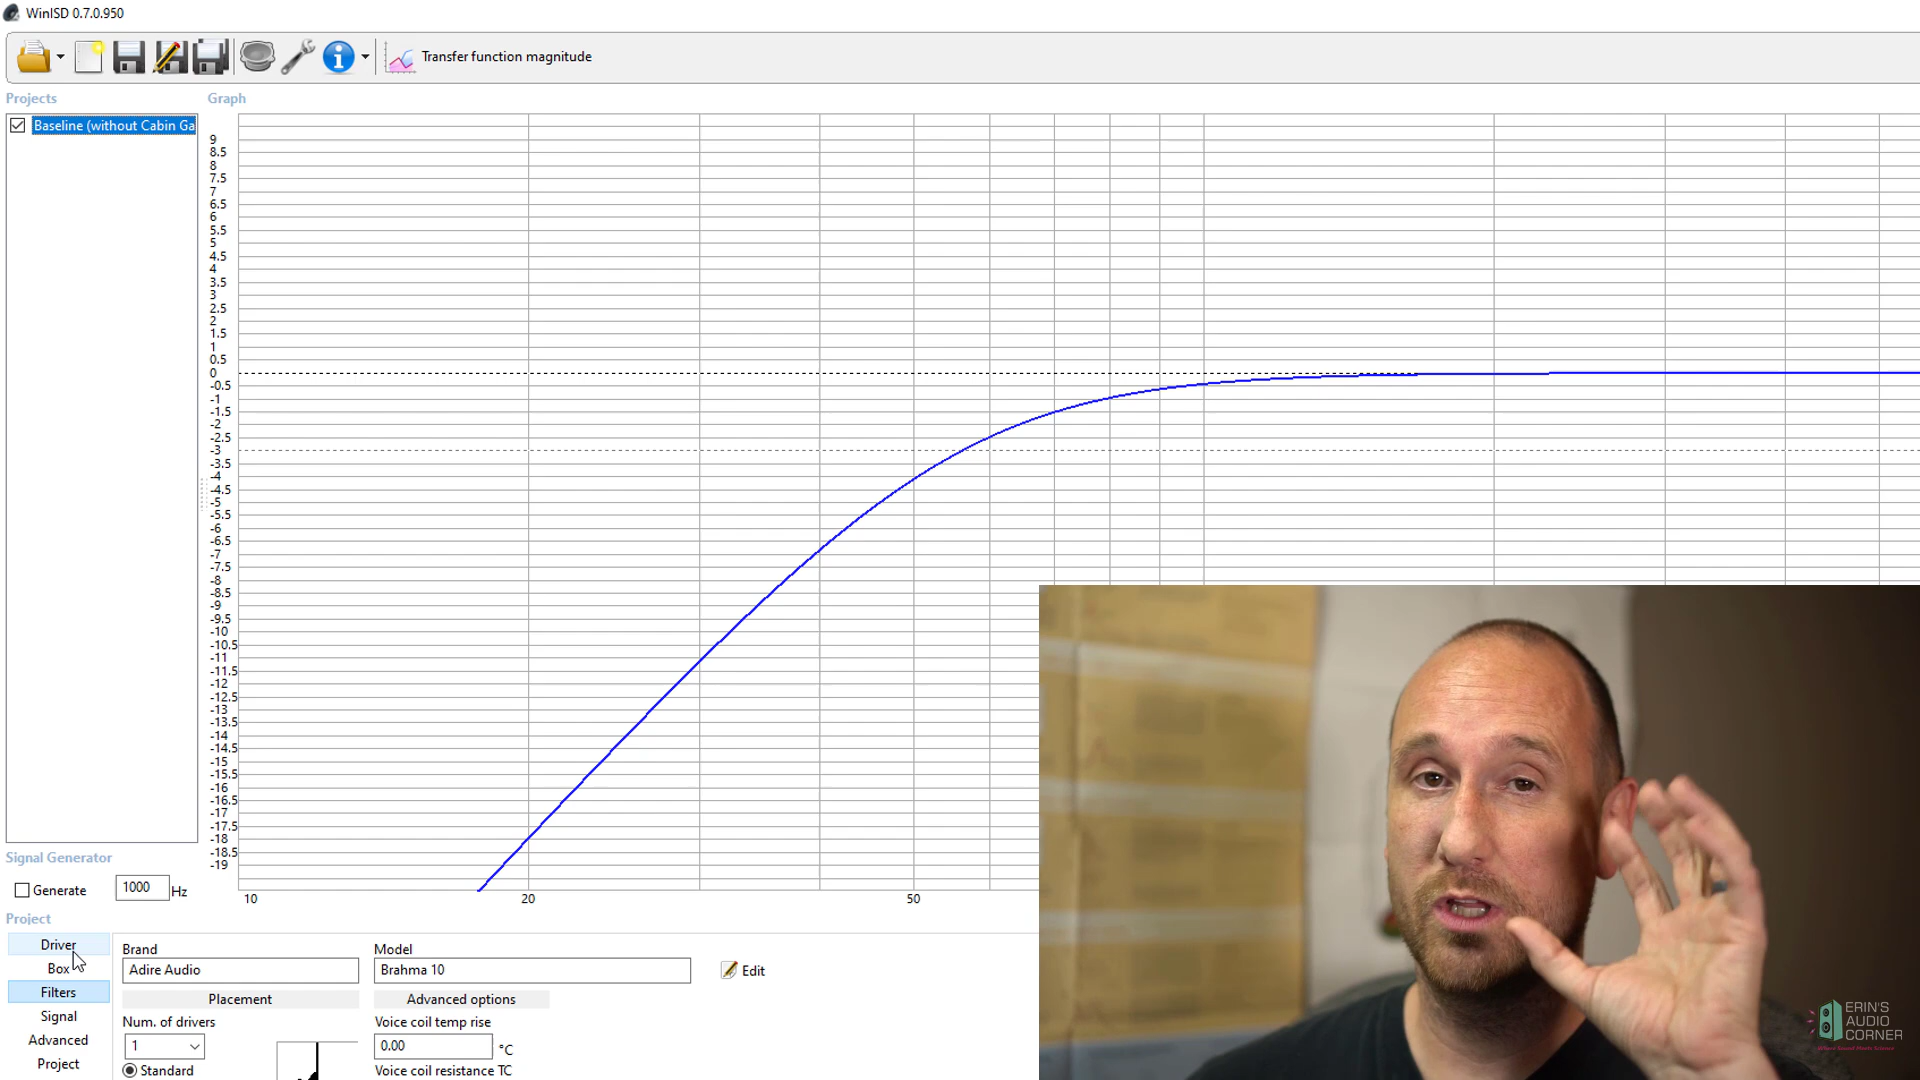 WinISD 0.7.0.950
Transfer function magnitude
Projects
Graph
Baseline (without Cabin Ga
9
8.5
8
7.5
7
6.5
6
5.5
5
4.5
4
3.5
3
2.5
2
1.5
1
0.5
0
-0.5
-1
-1.5
-2
-2.5
-3
-3.5
-4
-4.5
-5
-5.5
-6
-6.5
-7
-7.5
-8
-8.5
-9
-9.5
-10
-10.5
-11
-11.5
-12
-12.5
-13
-13.5
-14
-14.5
-15
-15.5
-16
-16.5
-17
-17.5
-18
-18.5
-19
10 20 50
Signal Generator
Generate 1000 Hz
Project
Driver
Box
Filters
Signal
Advanced
Project
Brand
Adire Audio
Model
Brahma 10
Edit
Placement
Advanced options
Num. of drivers
1
Standard
Voice coil temp rise
0.00 °C
Voice coil resistance TC
ERIN'S
AUDIO
CORNER